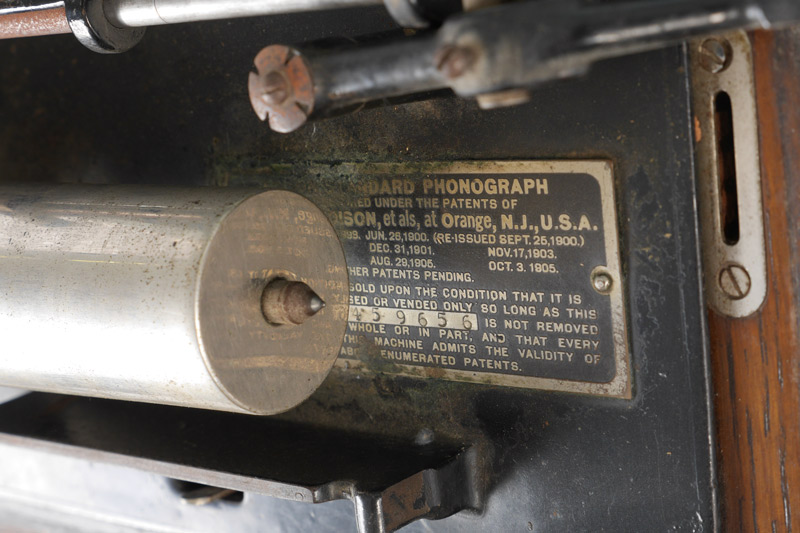 DARD PHONOGRAPH
UNDER THE PATENTS OF
ISON, et als, at Orange, N.J., U.S.A.
JUN. 26,1900. (RE-ISSUED SEPT. 25,1900.)
DEC. 31,1901. NOV.17,1903.
AUG. 29,1905. OCT. 3, 1905.
OTHER PATENTS PENDING.
SOLD UPON THE CONDITION THAT IT IS
USED OR VENDED ONLY SO LONG AS THIS
459656 IS NOT REMOVED
WHOLE OR IN PART, AND THAT EVERY
THIS MACHINE ADMITS THE VALIDITY OF
ENUMERATED PATENTS.